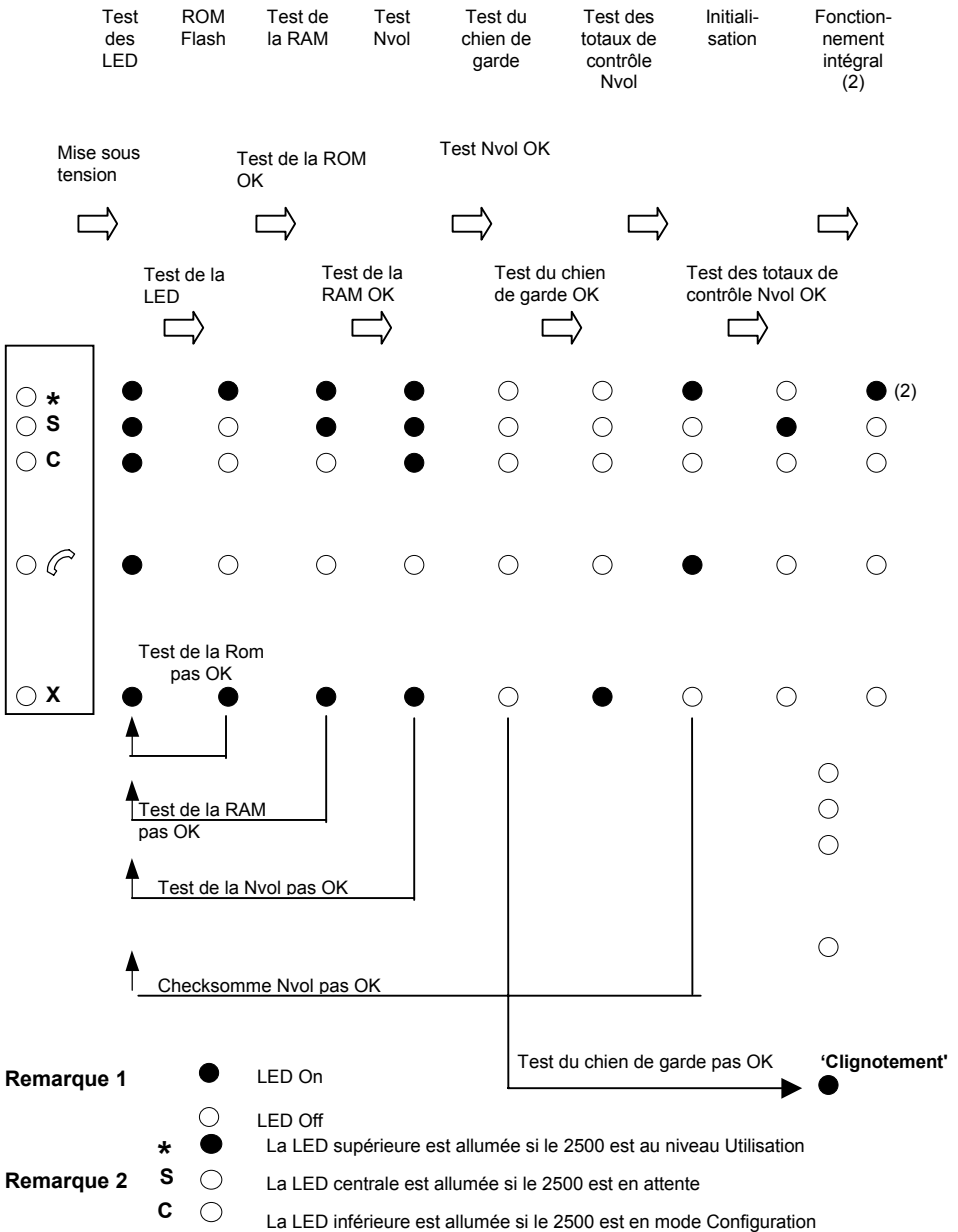 Test des LED
ROM Flash
Test de la RAM
Test Nvol
Test du chien de garde
Test des totaux de contrôle Nvol
Initiali-sation
Fonction-nement intégral (2)
Mise sous tension
Test de la ROM OK
Test Nvol OK
Test de la LED
Test de la RAM OK
Test du chien de garde OK
Test des totaux de contrôle Nvol OK
*
(2)
S
C
Test de la Rom pas OK
X
Test de la RAM pas OK
Test de la Nvol pas OK
Checksomme Nvol pas OK
Test du chien de garde pas OK
‘Clignotement'
Remarque 1
LED On
LED Off
* La LED supérieure est allumée si le 2500 est au niveau Utilisation
Remarque 2 S La LED centrale est allumée si le 2500 est en attente
C La LED inférieure est allumée si le 2500 est en mode Configuration